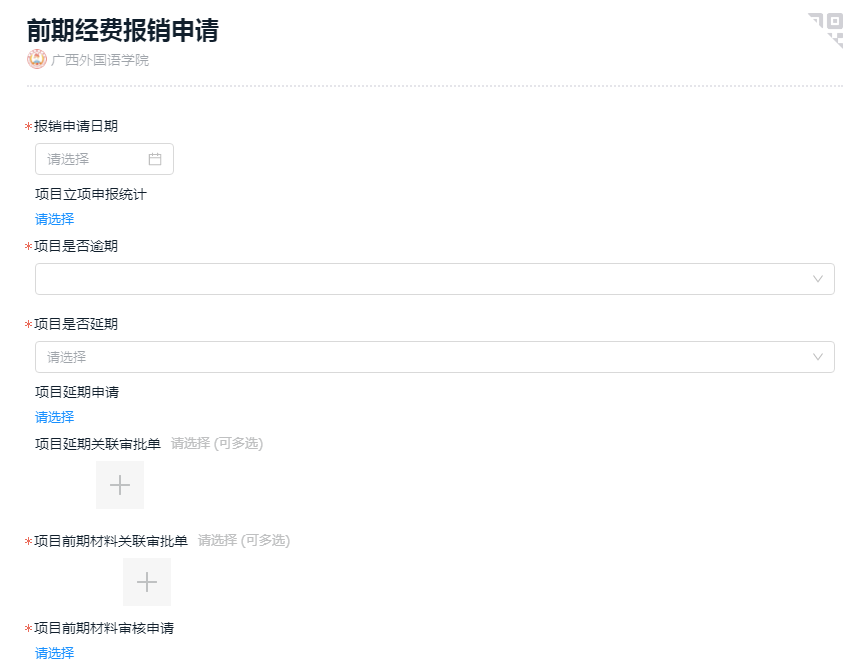 前期经费报销申请
广西外国语学院
*报销申请日期
请选择
项目立项申报统计
请选择
*项目是否逾期
*项目是否延期
请选择
项目延期申请
请选择
项目延期关联审批单 请选择 (可多选)
*项目前期材料关联审批单 请选择 (可多选)
*项目前期材料审核申请
请选择